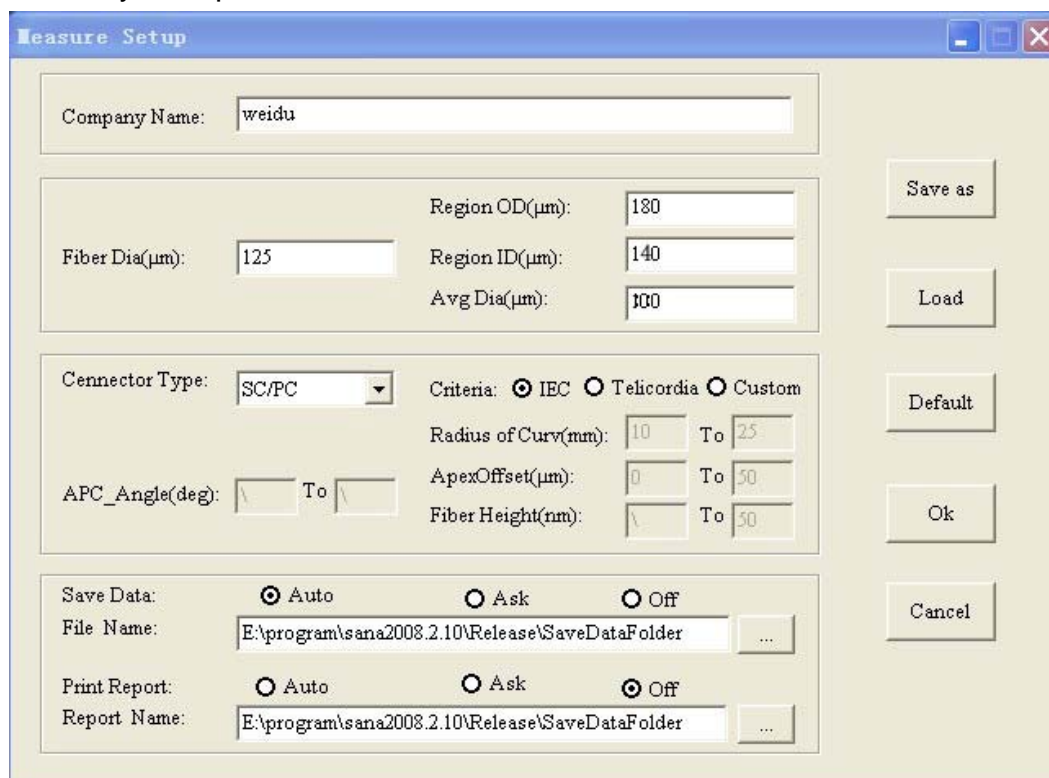 Measure Setup
Company Name: weidu
Region OD(μm): 180
Fiber Dia(μm): 125 Region ID(μm): 140
Avg Dia(μm): 100
Cennector Type: SC/PC Criteria: IEC Telicordia Custom
Radius of Curv(mm): 10 To 25
ApexOffset(μm): 0 To 50
APC_Angle(deg): \ To \
Fiber Height(nm): \ To 50
Save Data: Auto Ask Off
File Name: E:\program\sana2008.2.10\Release\SaveDataFolder ...
Print Report: Auto Ask Off
Report Name: E:\program\sana2008.2.10\Release\SaveDataFolder ...
Save as
Load
Default
Ok
Cancel